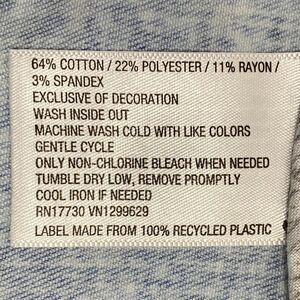 64% COTTON / 22% POLYESTER / 11% RAYON /
3% SPANDEX
EXCLUSIVE OF DECORATION
WASH INSIDE OUT
MACHINE WASH COLD WITH LIKE COLORS
GENTLE CYCLE
ONLY NON-CHLORINE BLEACH WHEN NEEDED
TUMBLE DRY LOW, REMOVE PROMPTLY
COOL IRON IF NEEDED
RN17730 VN1299629
LABEL MADE FROM 100% RECYCLED PLASTIC